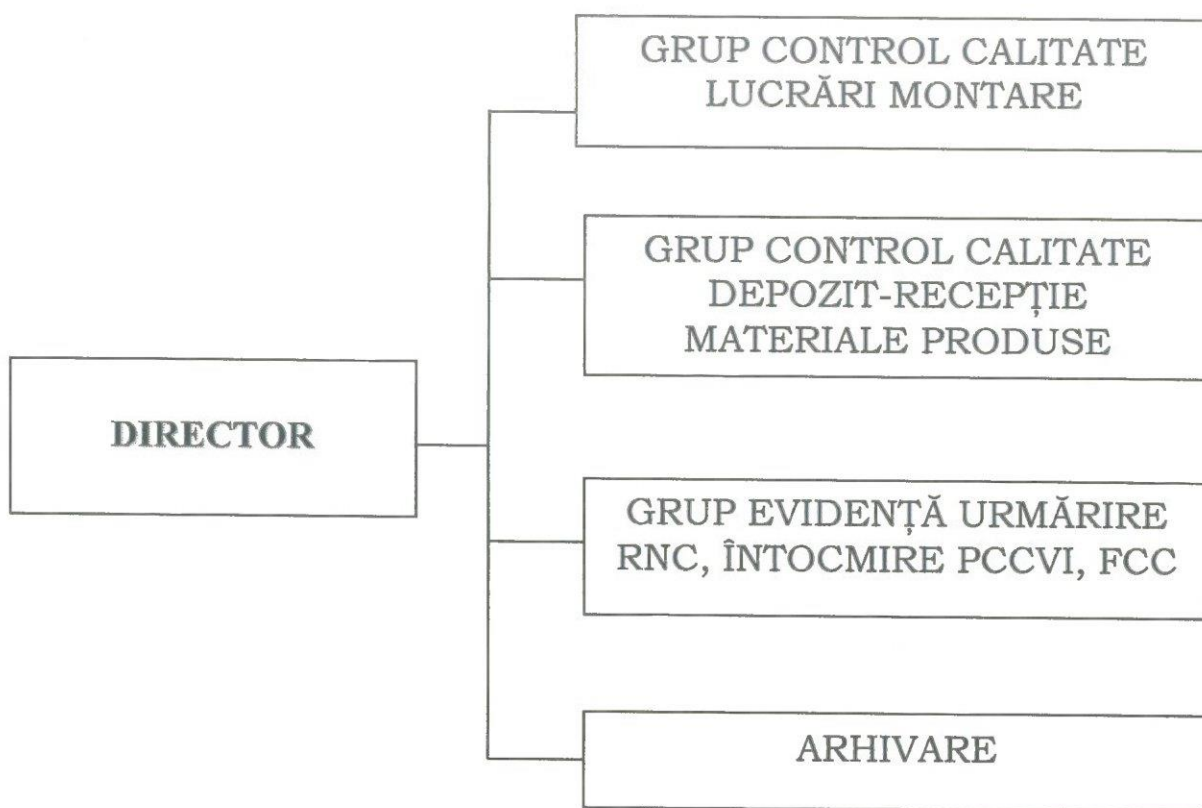 GRUP CONTROL CALITATE
LUCRĂRI MONTARE
GRUP CONTROL CALITATE
DEPOZIT-RECEPȚIE
MATERIALE PRODUSE
DIRECTOR
GRUP EVIDENȚĂ URMĂRIRE
RNC, ÎNTOCMIRE PCCVI, FCC
ARHIVARE